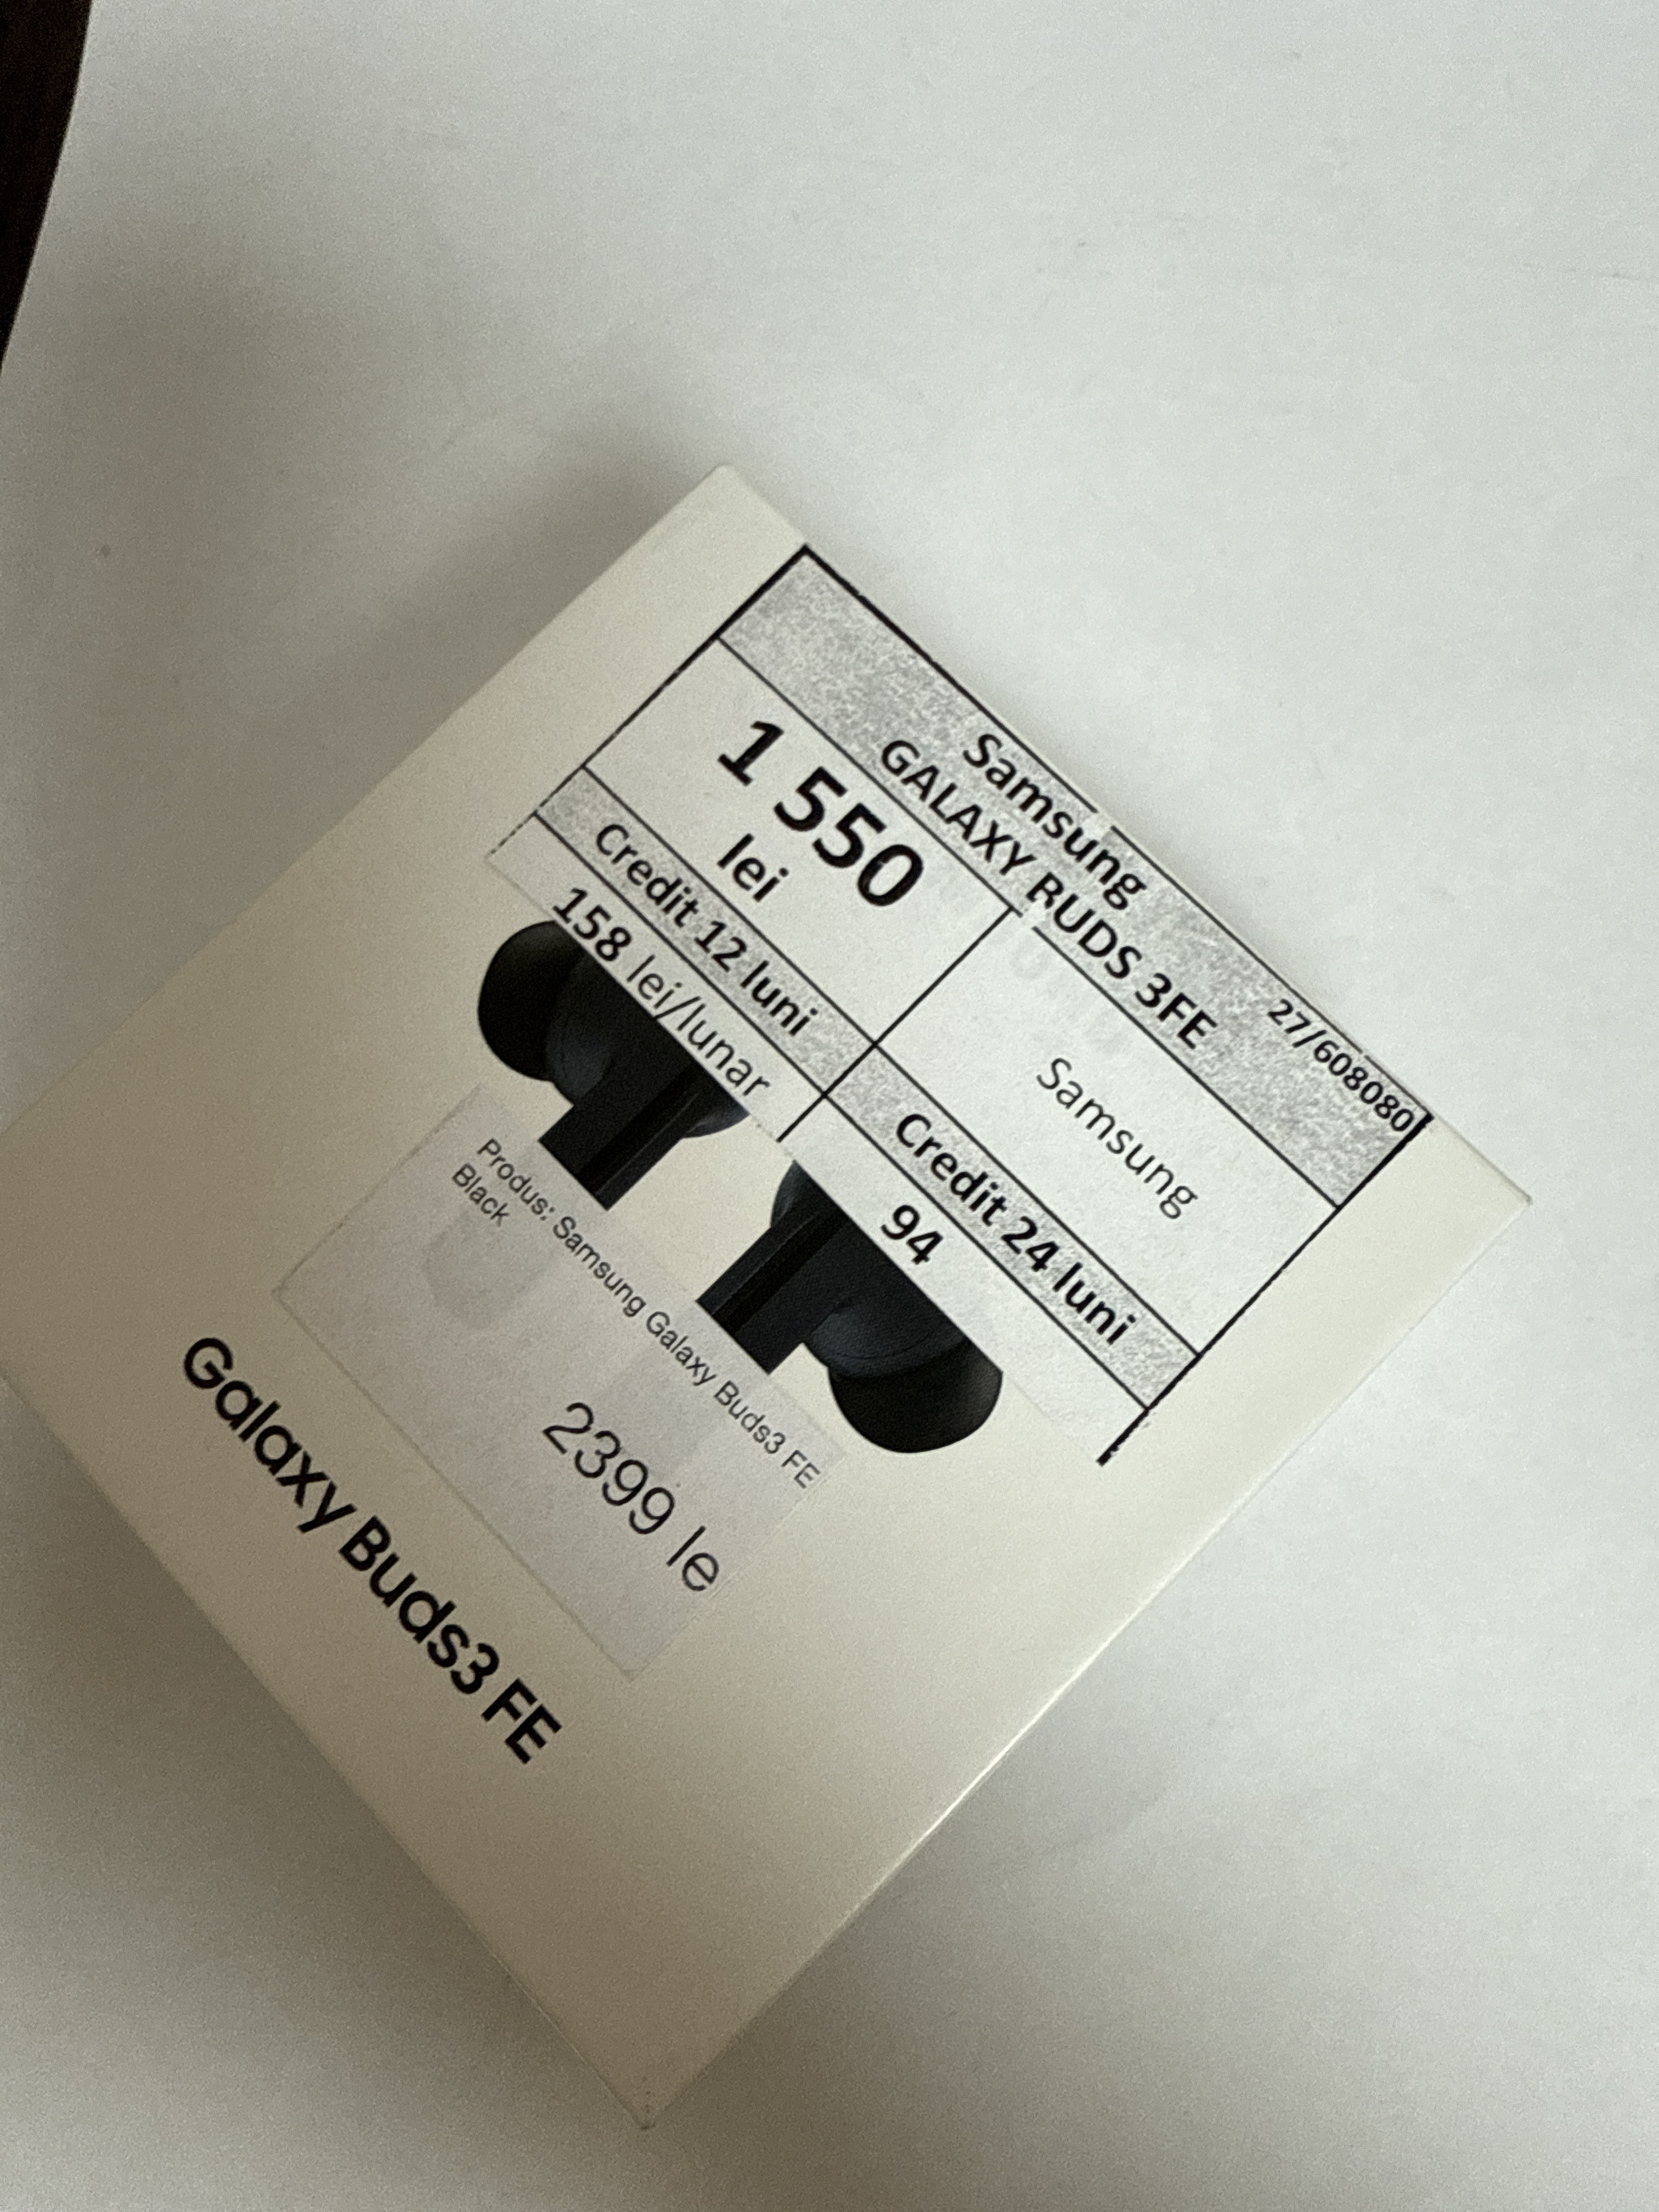 27/608080
Samsung
GALAXY BUDS 3FE
1 550
lei
Samsung
Credit 12 luni
Credit 24 luni
158 lei/lunar
94
Produs: Samsung Galaxy Buds3 FE
Black
2399 le
Galaxy Buds3 FE